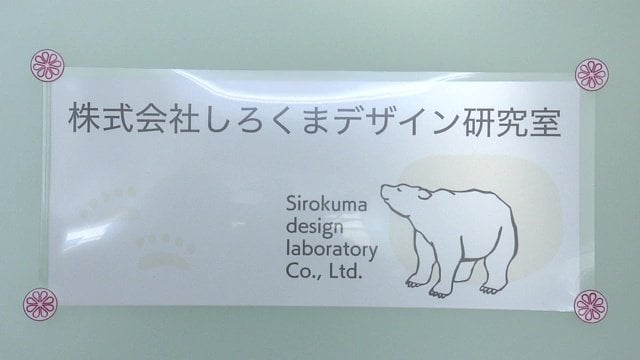 株式会社しろくまデザイン研究室
Sirokuma
design
laboratory
Co., Ltd.